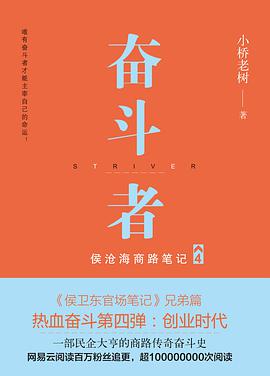 唯有奋斗者才能主宰自己的命运！
小桥老树 著
奋斗者
STRIVER
侯沧海商路笔记 4
《侯卫东官场笔记》兄弟篇
热血奋斗第四弹：创业时代
一部民企大亨的商路传奇奋斗史
网易云阅读百万粉丝追更，超100000000次阅读